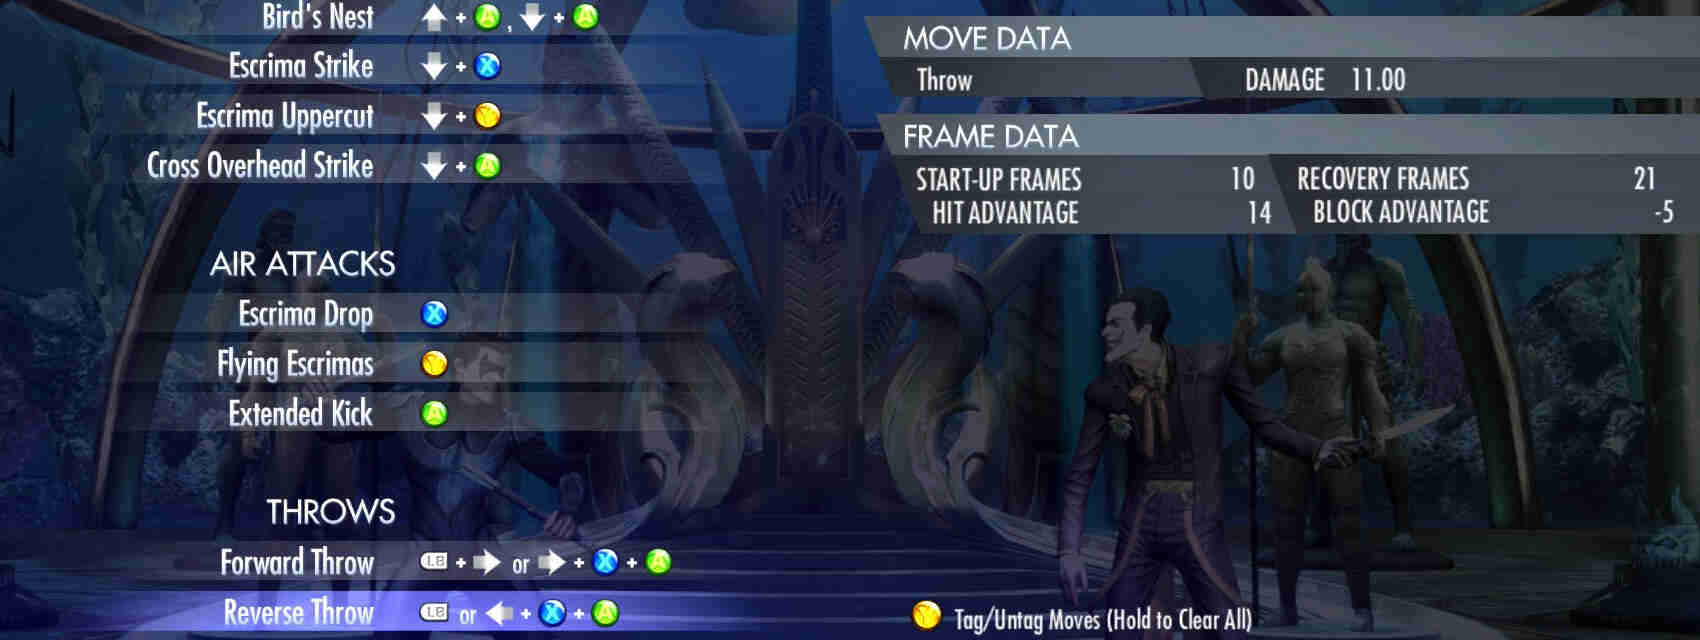 Bird's Nest + A , + A
Escrima Strike + X
Escrima Uppercut + Y
Cross Overhead Strike + A
AIR ATTACKS
Escrima Drop X
Flying Escrimas Y
Extended Kick A
THROWS
Forward Throw LB + or + X + A
Reverse Throw LB or + X + A
MOVE DATA
Throw DAMAGE 11.00
FRAME DATA
START-UP FRAMES 10 RECOVERY FRAMES 21
HIT ADVANTAGE 14 BLOCK ADVANTAGE -5
Y Tag/Untag Moves (Hold to Clear All)